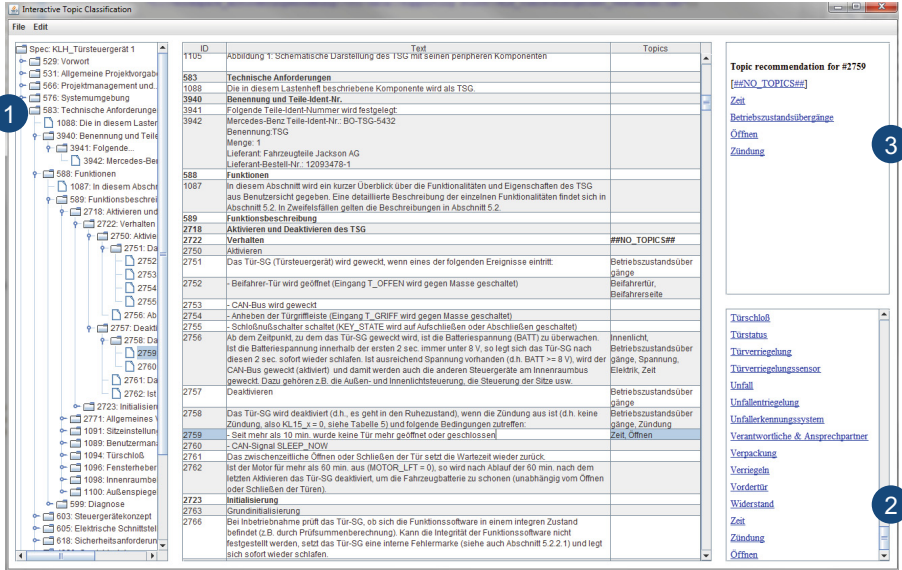 Interactive Topic Classification
File Edit
Spec: KLH_Türsteuergerät 1
529: Vorwort
531: Allgemeine Projektvorgab
566: Projektmanagement und..
576: Systemumgebung
583: Technische Anforderunge
1088: Die in diesem Laster
3940: Benennung und Teile
3941: Folgende...
3942: Mercedes-Be
588: Funktionen
1087: In diesem Abschr
589: Funktionsbeschrei
2718: Aktivieren und
2722: Verhalten
2750: Aktivie
2751: Da
2752
2753
2754
2755
2756: Ab
2757: Deakti
2758: Da
2759
2760
2761: Da
2762: Ist
2723: Initialisier
2771: Allgemeines V
1091: Sitzeinstellun
1089: Benutzerman
1094: Türschloß
1096: Fensterheber
1098: Innenraumbe
1100: Außenspiege
599: Diagnose
603: Steuergerätekonzept
605: Elektrische Schnittstel
618: Sicherheitsanforderun
1
ID Text Topics
1105 Abbildung 1: Schematische Darstellung des TSG mit seinen peripheren Komponenten
583 Technische Anforderungen
1088 Die in diesem Lastenheft beschriebene Komponente wird als TSG.
3940 Benennung und Teile-Ident-Nr.
3941 Folgende Teile-Ident-Nummer wird festgelegt:
3942 Mercedes-Benz Teile-Ident-Nr.: BO-TSG-5432
Benennung:TSG
Menge: 1
Lieferant: Fahrzeugteile Jackson AG
Lieferant-Bestell-Nr.: 12093478-1
588 Funktionen
1087 In diesem Abschnitt wird ein kurzer Überblick über die Funktionalitäten und Eigenschaften des TSG
aus Benutzersicht gegeben. Eine detaillierte Beschreibung der einzelnen Funktionalitäten findet sich in
Abschnitt 5.2. In Zweifelsfällen gelten die Beschreibungen in Abschnitt 5.2.
589 Funktionsbeschreibung
2718 Aktivieren und Deaktivieren des TSG
2722 Verhalten ##NO_TOPICS##
2750 Aktivieren
2751 Das Tür-SG (Türsteuergerät) wird geweckt, wenn eines der folgenden Ereignisse eintritt: Betriebszustandsüber
gänge
2752 - Beifahrer-Tür wird geöffnet (Eingang T_OFFEN wird gegen Masse geschaltet) Beifahrertür,
Beifahrerseite
2753 - CAN-Bus wird geweckt
2754 - Anheben der Türgriffleiste (Eingang T_GRIFF wird gegen Masse geschaltet)
2755 - Schloßnußschalter schaltet (KEY_STATE wird auf Aufschließen oder Abschließen geschaltet)
2756 Ab dem Zeitpunkt, zu dem das Tür-SG geweckt wird, ist die Batteriespannung (BATT) zu überwachen. Innenlicht,
Ist die Batteriespannung innerhalb der ersten 2 sec. immer unter 8 V, so legt sich das Tür-SG nach Betriebszustandsüber
diesen 2 sec. sofort wieder schlafen. Ist ausreichend Spannung vorhanden (d.h. BATT >= 8 V), wird der gänge, Spannung,
CAN-Bus geweckt (aktiviert) und damit werden auch die anderen Steuergeräte am Innenraumbus Elektrik, Zeit
geweckt. Dazu gehören z.B. die Außen- und Innenlichtsteuerung, die Steuerung der Sitze usw.
2757 Deaktivieren Betriebszustandsüber
gänge
2758 Das Tür-SG wird deaktiviert (d.h., es geht in den Ruhezustand), wenn die Zündung aus ist (d.h. keine Betriebszustandsüber
Zündung, also KL15_x = 0, siehe Tabelle 5) und folgende Bedingungen zutreffen: gänge, Zündung
2759 - Seit mehr als 10 min. wurde keine Tür mehr geöffnet oder geschlossen Zeit, Öffnen
2760 - CAN-Signal SLEEP_NOW
2761 Das zwischenzeitliche Öffnen oder Schließen der Tür setzt die Wartezeit wieder zurück.
2762 Ist der Motor für mehr als 60 min. aus (MOTOR_LFT = 0), so wird nach Ablauf der 60 min. nach dem
letzten Aktivieren das Tür-SG deaktiviert, um die Fahrzeugbatterie zu schonen (unabhängig vom Öffnen
oder Schließen der Türen).
2723 Initialisierung
2763 Grundinitialisierung
2766 Bei Inbetriebnahme prüft das Tür-SG, ob sich die Funktionssoftware in einem integren Zustand
befindet (z.B. durch Prüfsummenberechnung). Kann die Integrität der Funktionssoftware nicht
festgestellt werden, setzt das Tür-SG eine interne Fehlermarke (siehe auch Abschnitt 5.2.2.1) und legt
sich sofort wieder schlafen.
Topic recommendation for #2759
[##NO_TOPICS##]
Zeit
Betriebszustandsübergänge
Öffnen
Zündung
3
Türschloß
Türstatus
Türverriegelung
Türverriegelungssensor
Unfall
Unfallentriegelung
Unfallerkennungssystem
Verantwortliche & Ansprechpartner
Verpackung
Verriegeln
Vordertür
Widerstand
Zeit
Zündung
Öffnen
2